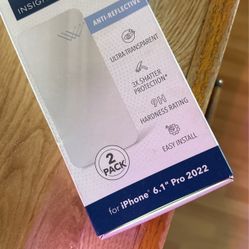 INSIGN
ANTI-REFLECTIVE
ULTRA-TRANSPARENT
3X SHATTER
PROTECTION*
9H
HARDNESS RATING
EASY INSTALL
2
PACK
for iPhone® 6.1" Pro 2022